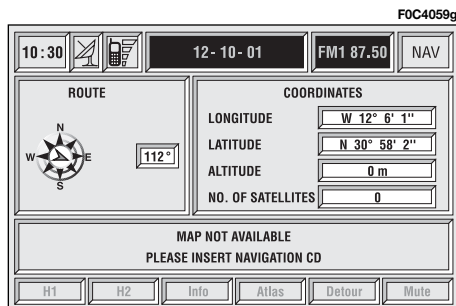 F0C4059g
10:30 12-10-01 FM1 87.50 NAV
ROUTE
N
W E
S
112°
COORDINATES
LONGITUDE W 12° 6' 1"
LATITUDE N 30° 58' 2"
ALTITUDE 0 m
NO. OF SATELLITES 0
MAP NOT AVAILABLE
PLEASE INSERT NAVIGATION CD
H1 H2 Info Atlas Detour Mute